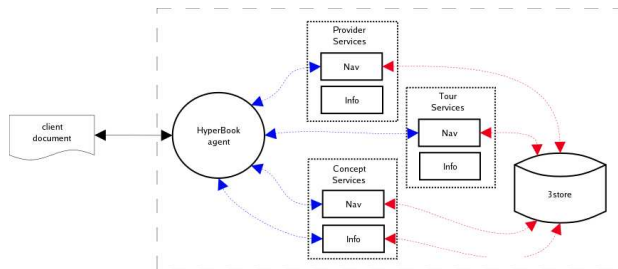 Provider
Services
Nav
Info
Tour
Services
Nav
Info
client
document
HyperBook
agent
Concept
Services
Nav
Info
3store